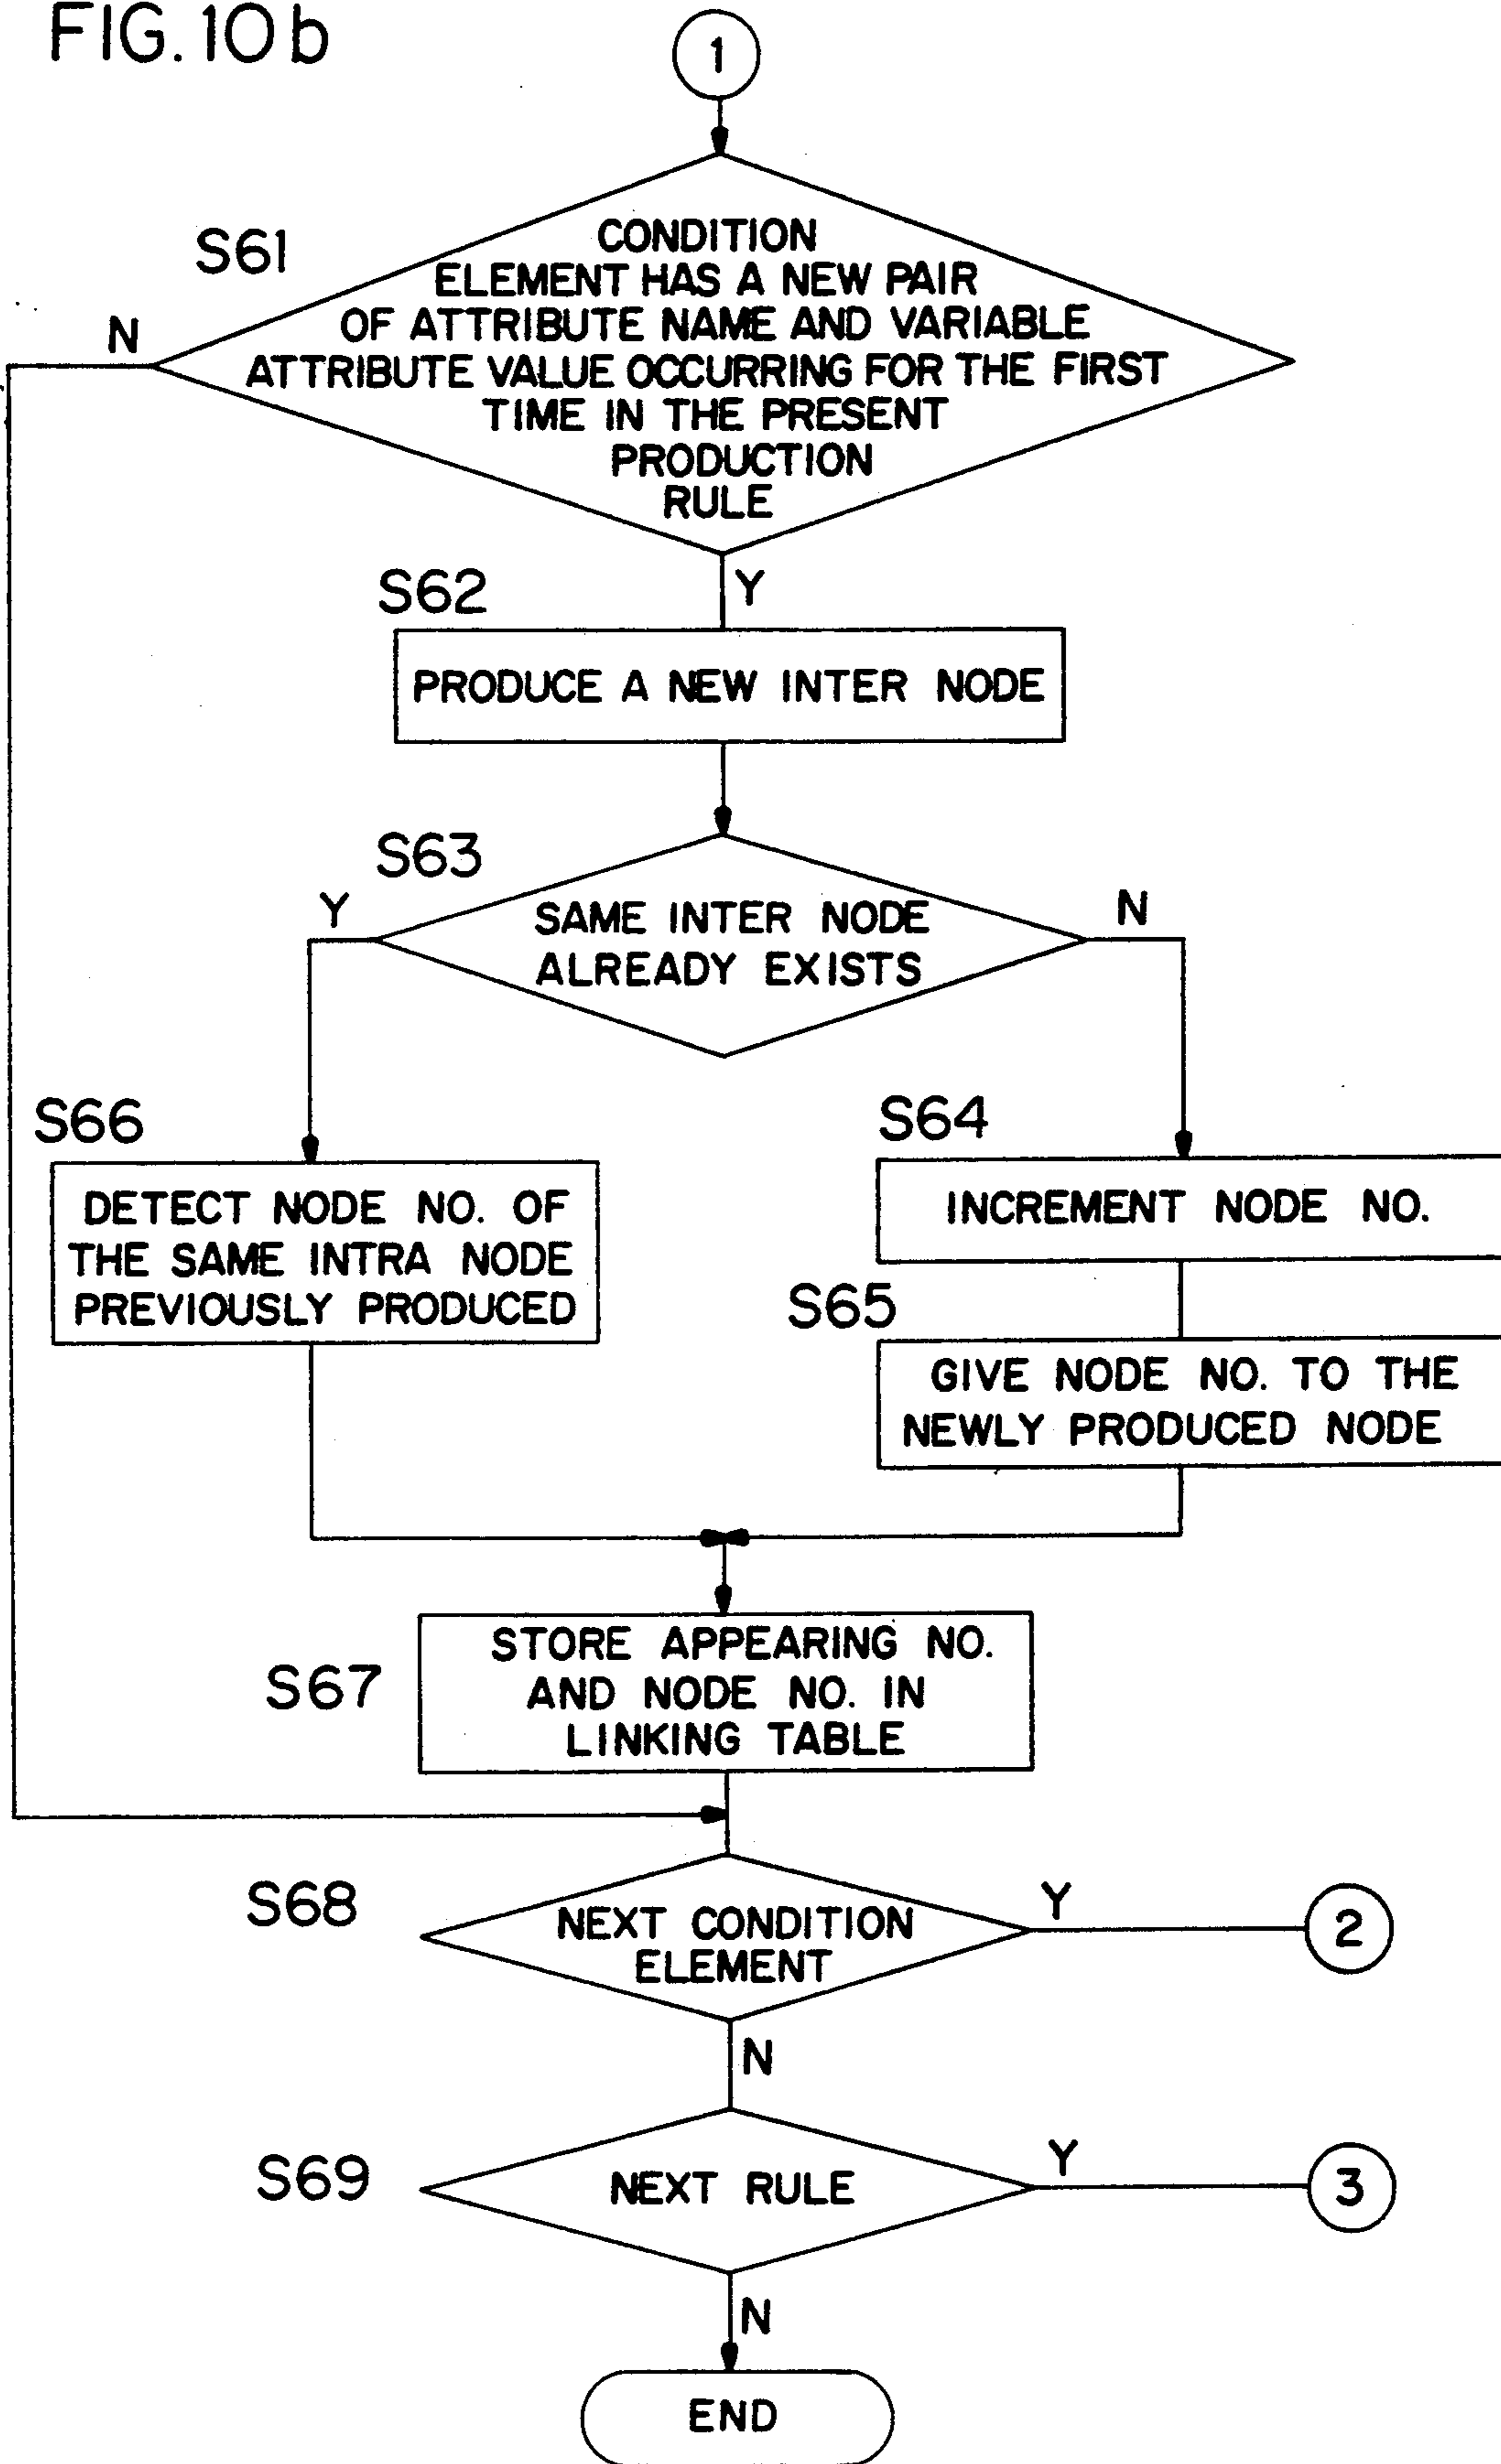 FIG. 10b
1
S61
CONDITION
ELEMENT HAS A NEW PAIR
OF ATTRIBUTE NAME AND VARIABLE
ATTRIBUTE VALUE OCCURRING FOR THE FIRST
TIME IN THE PRESENT
PRODUCTION
RULE
N
Y
S62
PRODUCE A NEW INTER NODE
S63
SAME INTER NODE
ALREADY EXISTS
Y
N
S66
DETECT NODE NO. OF
THE SAME INTRA NODE
PREVIOUSLY PRODUCED
S64
INCREMENT NODE NO.
S65
GIVE NODE NO. TO THE
NEWLY PRODUCED NODE
S67
STORE APPEARING NO.
AND NODE NO. IN
LINKING TABLE
S68
NEXT CONDITION
ELEMENT
Y
2
N
S69
NEXT RULE
Y
3
N
END